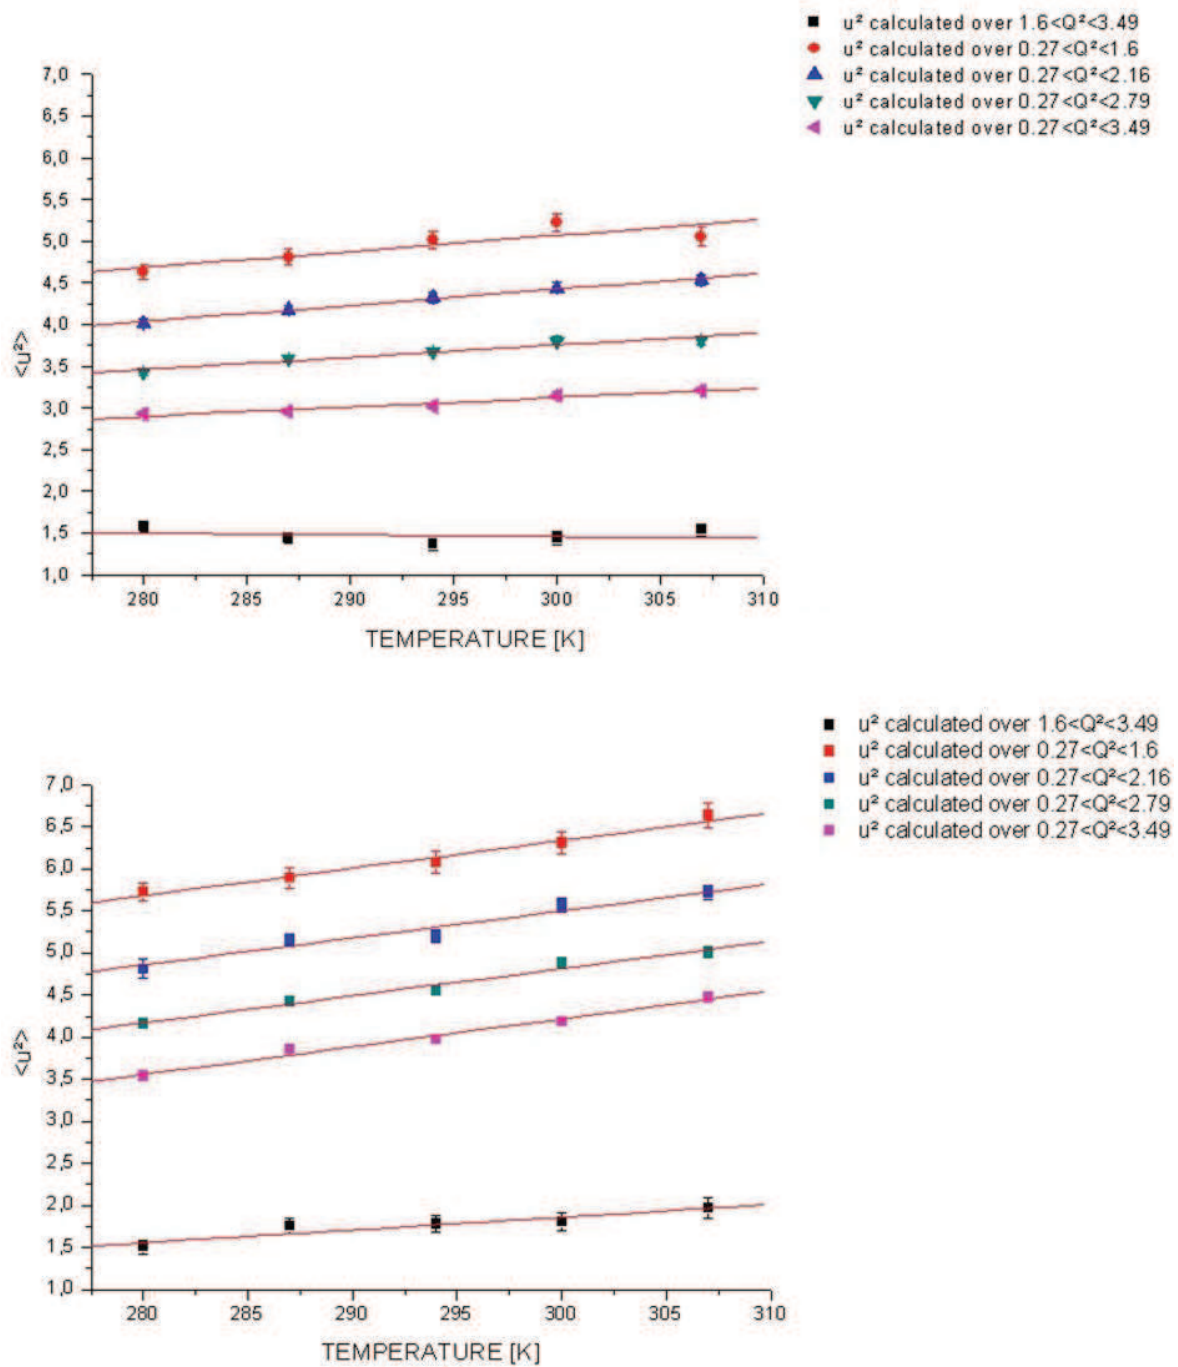 u² calculated over 1.6<Q²<3.49
u² calculated over 0.27<Q²<1.6
u² calculated over 0.27<Q²<2.16
u² calculated over 0.27<Q²<2.79
u² calculated over 0.27<Q²<3.49
7,0
6,5
6,0
5,5
5,0
4,5
4,0
3,5
3,0
2,5
2,0
1,5
1,0
<u²>
280 285 290 295 300 305 310
TEMPERATURE [K]
u² calculated over 1.6<Q²<3.49
u² calculated over 0.27<Q²<1.6
u² calculated over 0.27<Q²<2.16
u² calculated over 0.27<Q²<2.79
u² calculated over 0.27<Q²<3.49
7,0
6,5
6,0
5,5
5,0
4,5
4,0
3,5
3,0
2,5
2,0
1,5
1,0
<u²>
280 285 290 295 300 305 310
TEMPERATURE [K]